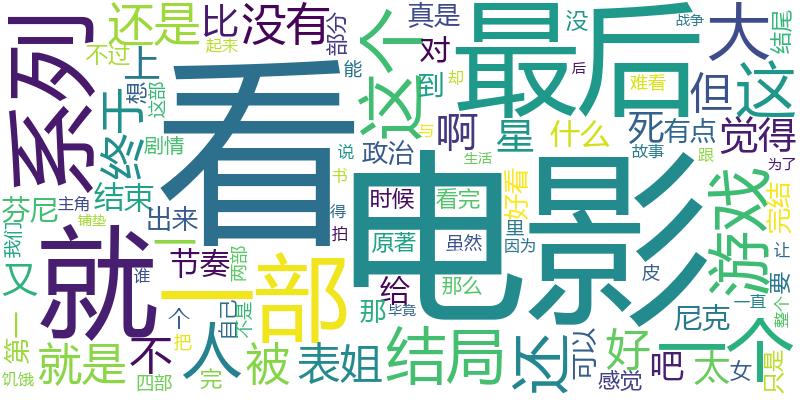 还是
比
没有
真是
没
战争
结尾
不过
起来
部分
对
最后
大
系列
上
想
能
这个
到
却
难看
但
这
终于
这部
看
啊
星
后
什么
死
有点
觉得
剧情
说
政治
与
生活
故事
跟
为了
芬尼
主角
结束
书
时候
看完
好看
电影
游戏
完结
我们
铺垫
出来
得
原著
虽然
里
因为
就
一
拍
节奏
两部
那么
又
谁
一部
给
皮
要
让
第一
个
自己
不是
那
毕竟
尼克
一直
整个
就是
不
人
把
被
表姐
结局
还
可以
好
吧
一个
只是
饥饿
四部
完
感觉
太
女